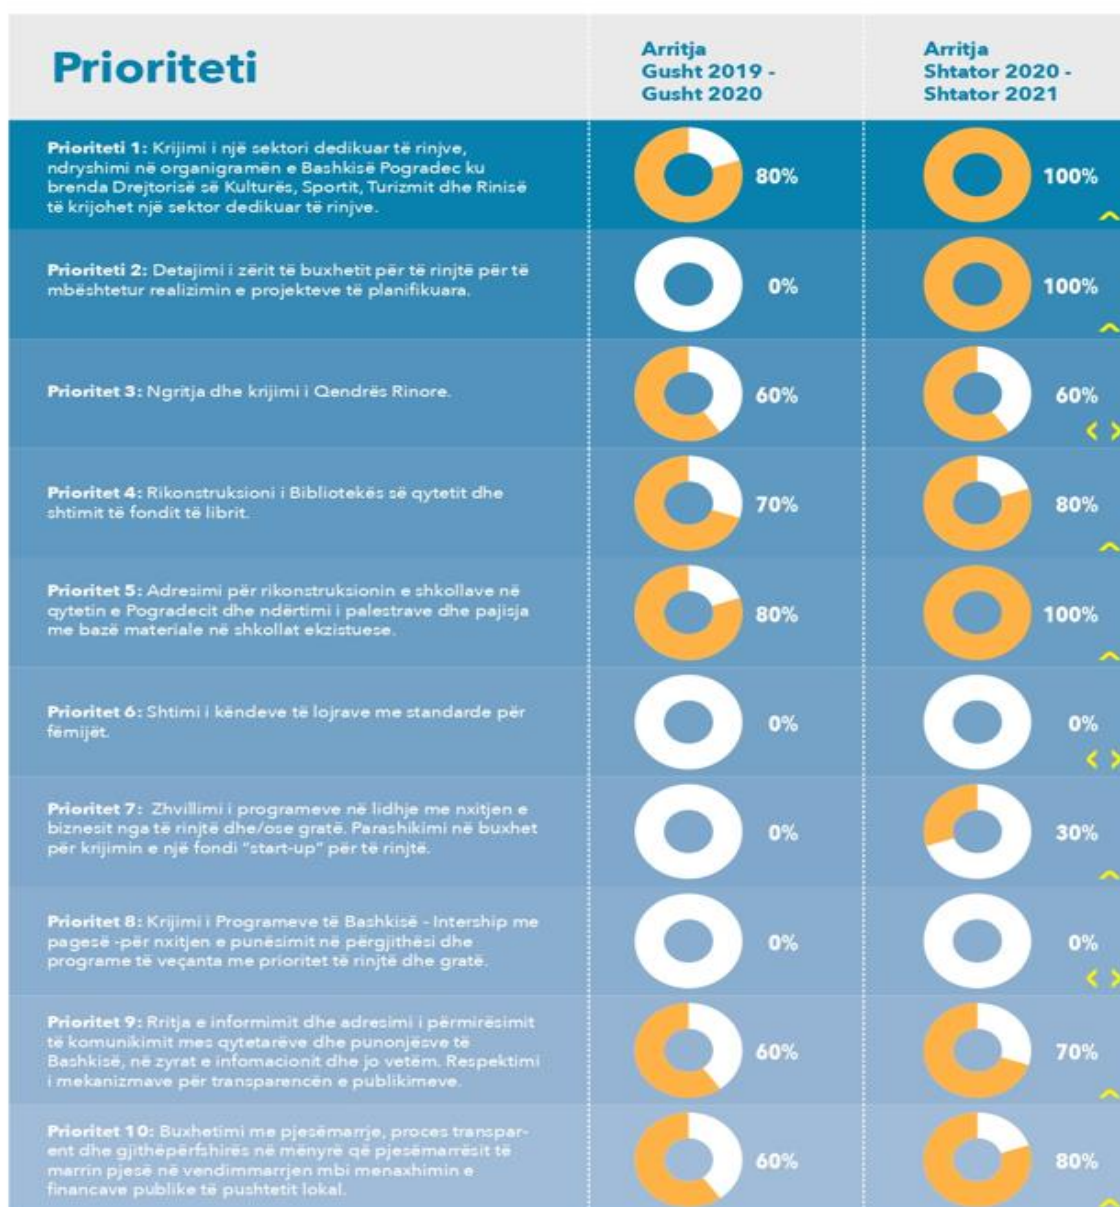 Prioriteti
Arritja
Gusht 2019 -
Gusht 2020
Arritja
Shtator 2020 -
Shtator 2021
Prioriteti 1: Krijimi i një sektori dedikuar të rinjve,
ndryshimi në organigramën e Bashkisë Pogradec ku
brenda Drejtorisë së Kulturës, Sportit, Turizmit dhe Rinisë
të krijohet një sektor dedikuar të rinjve.
80%
100%
Prioriteti 2: Detajimi i zërit të buxhetit për të rinjtë për të
mbështetur realizimin e projekteve të planifikuara.
0%
100%
Prioritet 3: Ngritja dhe krijimi i Qendrës Rinore.
60%
60%
Prioritet 4: Rikonstruksioni i Bibliotekës së qytetit dhe
shtimit të fondit të librit.
70%
80%
Prioritet 5: Adresimi për rikonstruksionin e shkollave në
qytetin e Pogradecit dhe ndërtimi i palestrave dhe pajisja
me bazë materiale në shkollat ekzistuese.
80%
100%
Prioritet 6: Shtimi i këndeve të lojrave me standarde për
fëmijët.
0%
0%
Prioritet 7: Zhvillimi i programeve në lidhje me nxitjen e
biznesit nga të rinjtë dhe/ose gratë. Parashikimi në buxhet
për krijimin e një fondi “start-up” për të rinjtë.
0%
30%
Prioritet 8: Krijimi i Programeve të Bashkisë - Intership me
pagesë -për nxitjen e punësimit në përgjithësi dhe
programe të veçanta me prioritet të rinjtë dhe gratë.
0%
0%
Prioritet 9: Rritja e informimit dhe adresimi i përmirësimit
të komunikimit mes qytetarëve dhe punonjësve të
Bashkisë, në zyrat e infomacionit dhe jo vetëm. Respektimi
i mekanizmave për transparencën e publikimeve.
60%
70%
Prioritet 10: Buxhetimi me pjesëmarrje, proces transpar-
ent dhe gjithëpërfshirës në mënyrë që pjesëmarrësit të
marrin pjesë në vendimmarrjen mbi menaxhimin e
financave publike të pushtetit lokal.
60%
80%